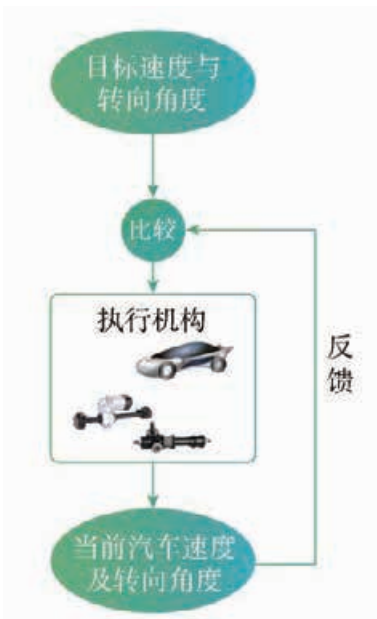 目标速度与
转向角度
比较
执行机构
反馈
当前汽车速度
及转向角度